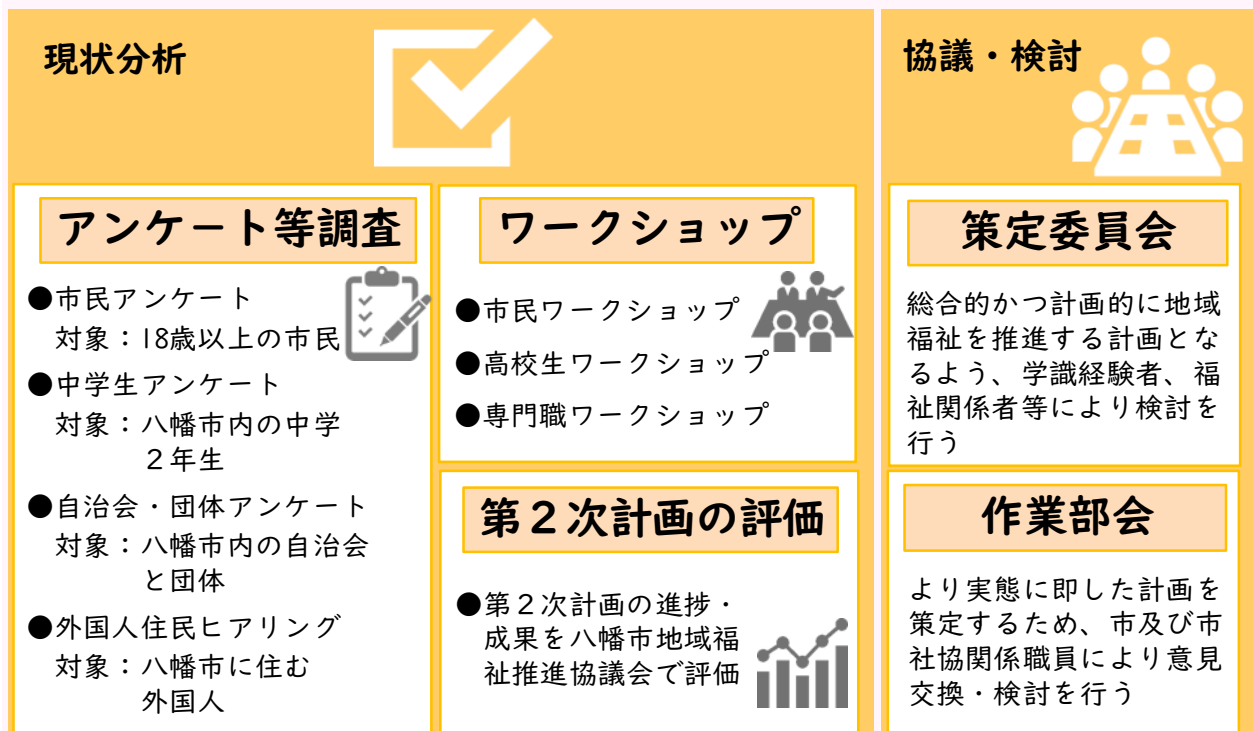 現状分析
アンケート等調査
●市民アンケート
対象：18歳以上の市民
●中学生アンケート
対象：八幡市内の中学
２年生
●自治会・団体アンケート
対象：八幡市内の自治会
と団体
●外国人住民ヒアリング
対象：八幡市に住む
外国人
ワークショップ
●市民ワークショップ
●高校生ワークショップ
●専門職ワークショップ
第２次計画の評価
●第２次計画の進捗・
成果を八幡市地域福
祉推進協議会で評価
協議・検討
策定委員会
総合的かつ計画的に地域
福祉を推進する計画とな
るよう、学識経験者、福
祉関係者等により検討を
行う
作業部会
より実態に即した計画を
策定するため、市及び市
社協関係職員により意見
交換・検討を行う